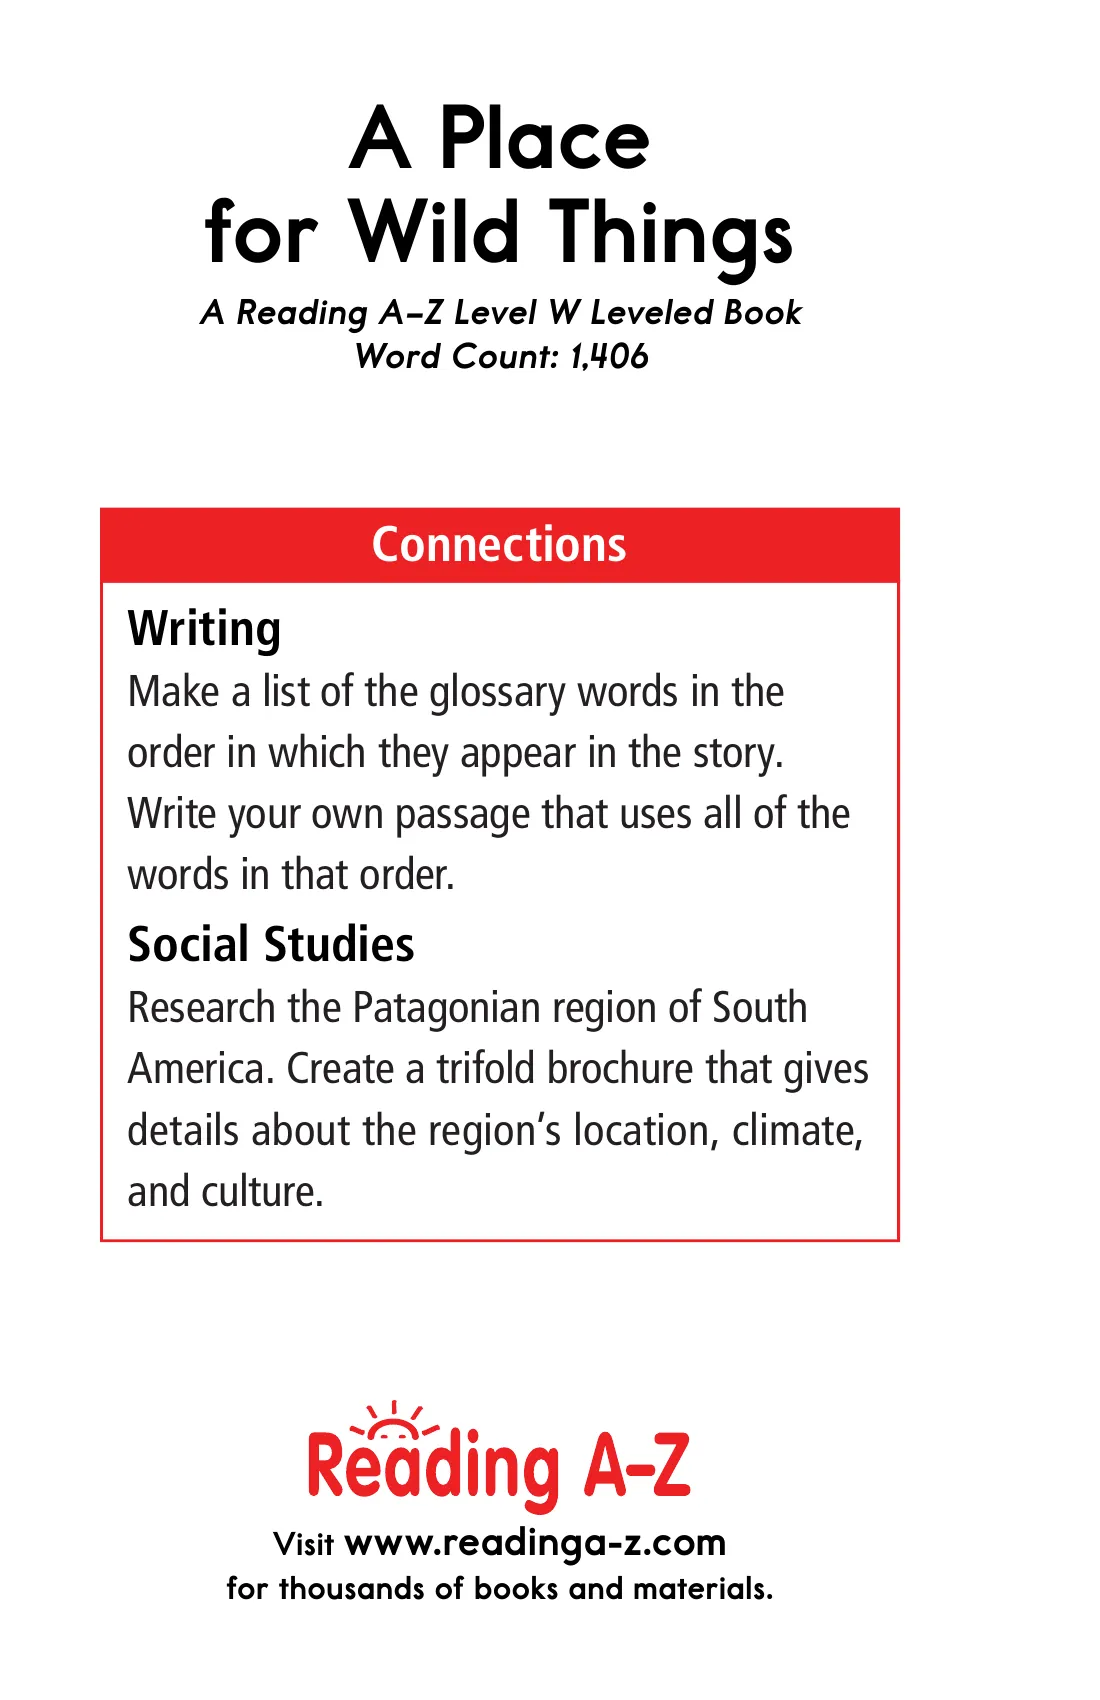 A Place
for Wild Things
A Reading A–Z Level W Leveled Book
Word Count: 1,406
Connections
Writing
Make a list of the glossary words in the
order in which they appear in the story.
Write your own passage that uses all of the
words in that order.
Social Studies
Research the Patagonian region of South
America. Create a trifold brochure that gives
details about the region’s location, climate,
and culture.
Reading A–Z
Visit www.readinga-z.com
for thousands of books and materials.